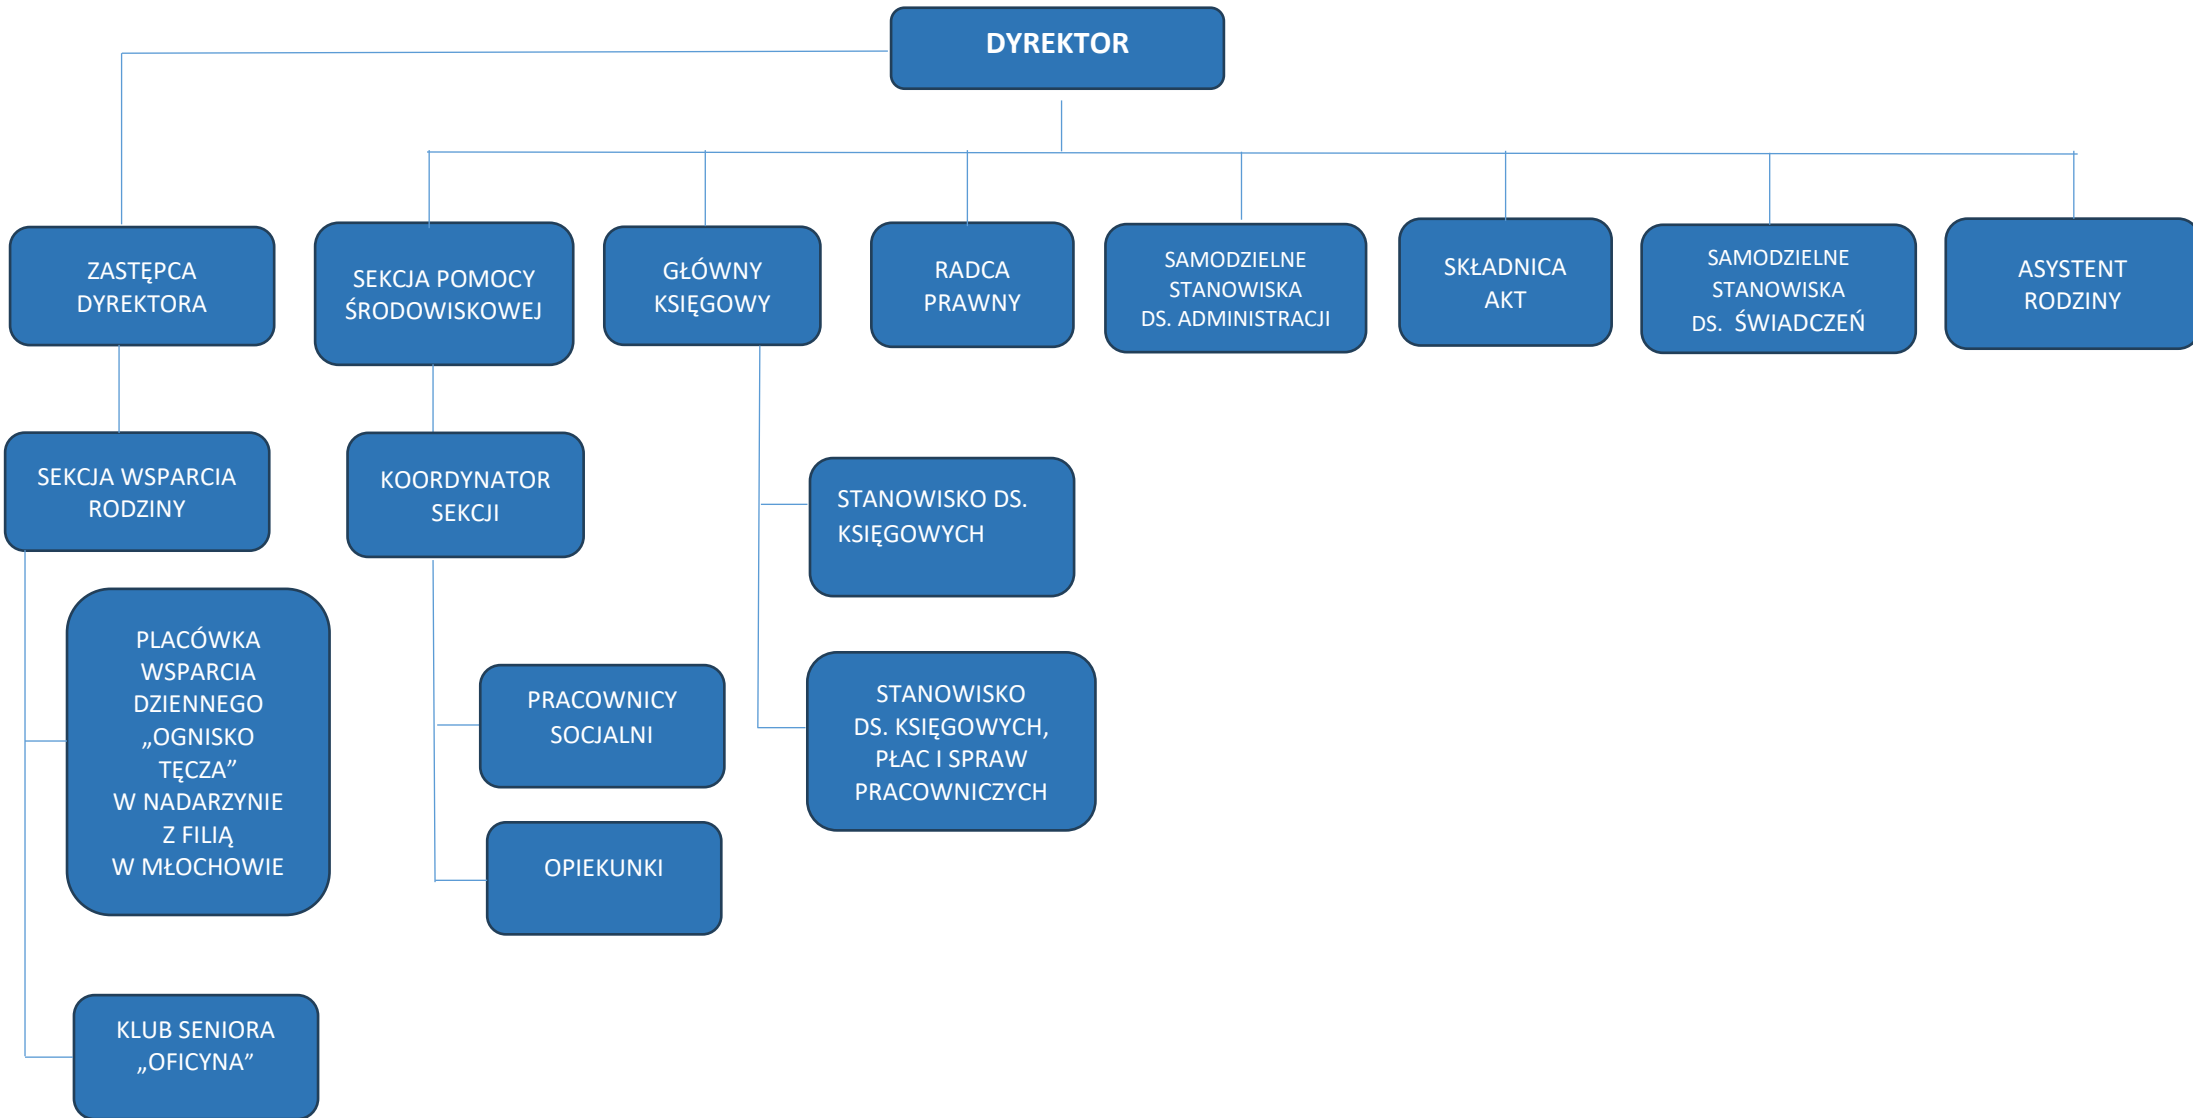 DYREKTOR
ZASTĘPCA
DYREKTORA
SEKCJA POMOCY
ŚRODOWISKOWEJ
GŁÓWNY
KSIĘGOWY
RADCA
PRAWNY
SAMODZIELNE
STANOWISKA
DS. ADMINISTRACJI
SKŁADNICA
AKT
SAMODZIELNE
STANOWISKA
DS. ŚWIADCZEŃ
ASYSTENT
RODZINY
SEKCJA WSPARCIA
RODZINY
KOORDYNATOR
SEKCJI
STANOWISKO DS.
KSIĘGOWYCH
PLACÓWKA
WSPARCIA
DZIENNEGO
„OGNISKO
TĘCZA”
W NADARZYNIE
Z FILIĄ
W MŁOCHOWIE
PRACOWNICY
SOCJALNI
STANOWISKO
DS. KSIĘGOWYCH,
PŁAC I SPRAW
PRACOWNICZYCH
OPIEKUNKI
KLUB SENIORA
„OFICYNA”